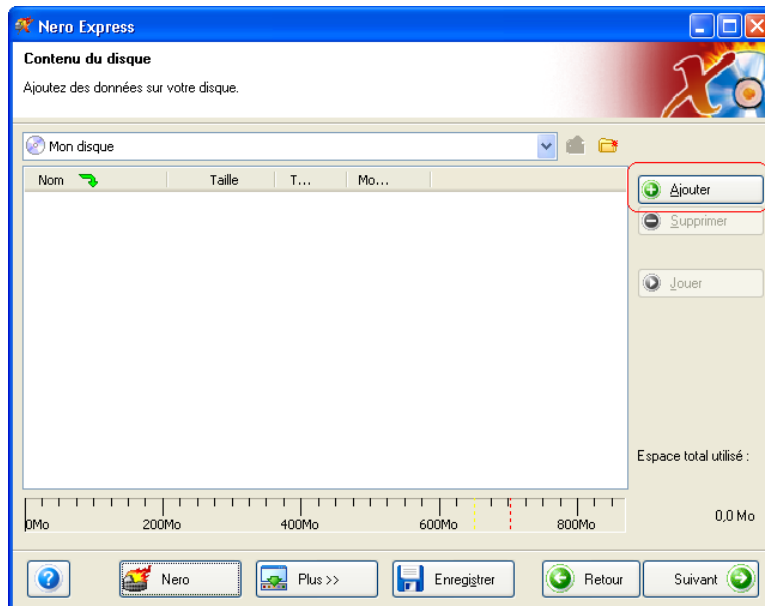 Nero Express
Contenu du disque
Ajoutez des données sur votre disque.
Mon disque
Nom Taille T... Mo...
Ajouter
Supprimer
Jouer
Espace total utilisé :
0Mo 200Mo 400Mo 600Mo 800Mo
0,0 Mo
Nero Plus >> Enregistrer Retour Suivant